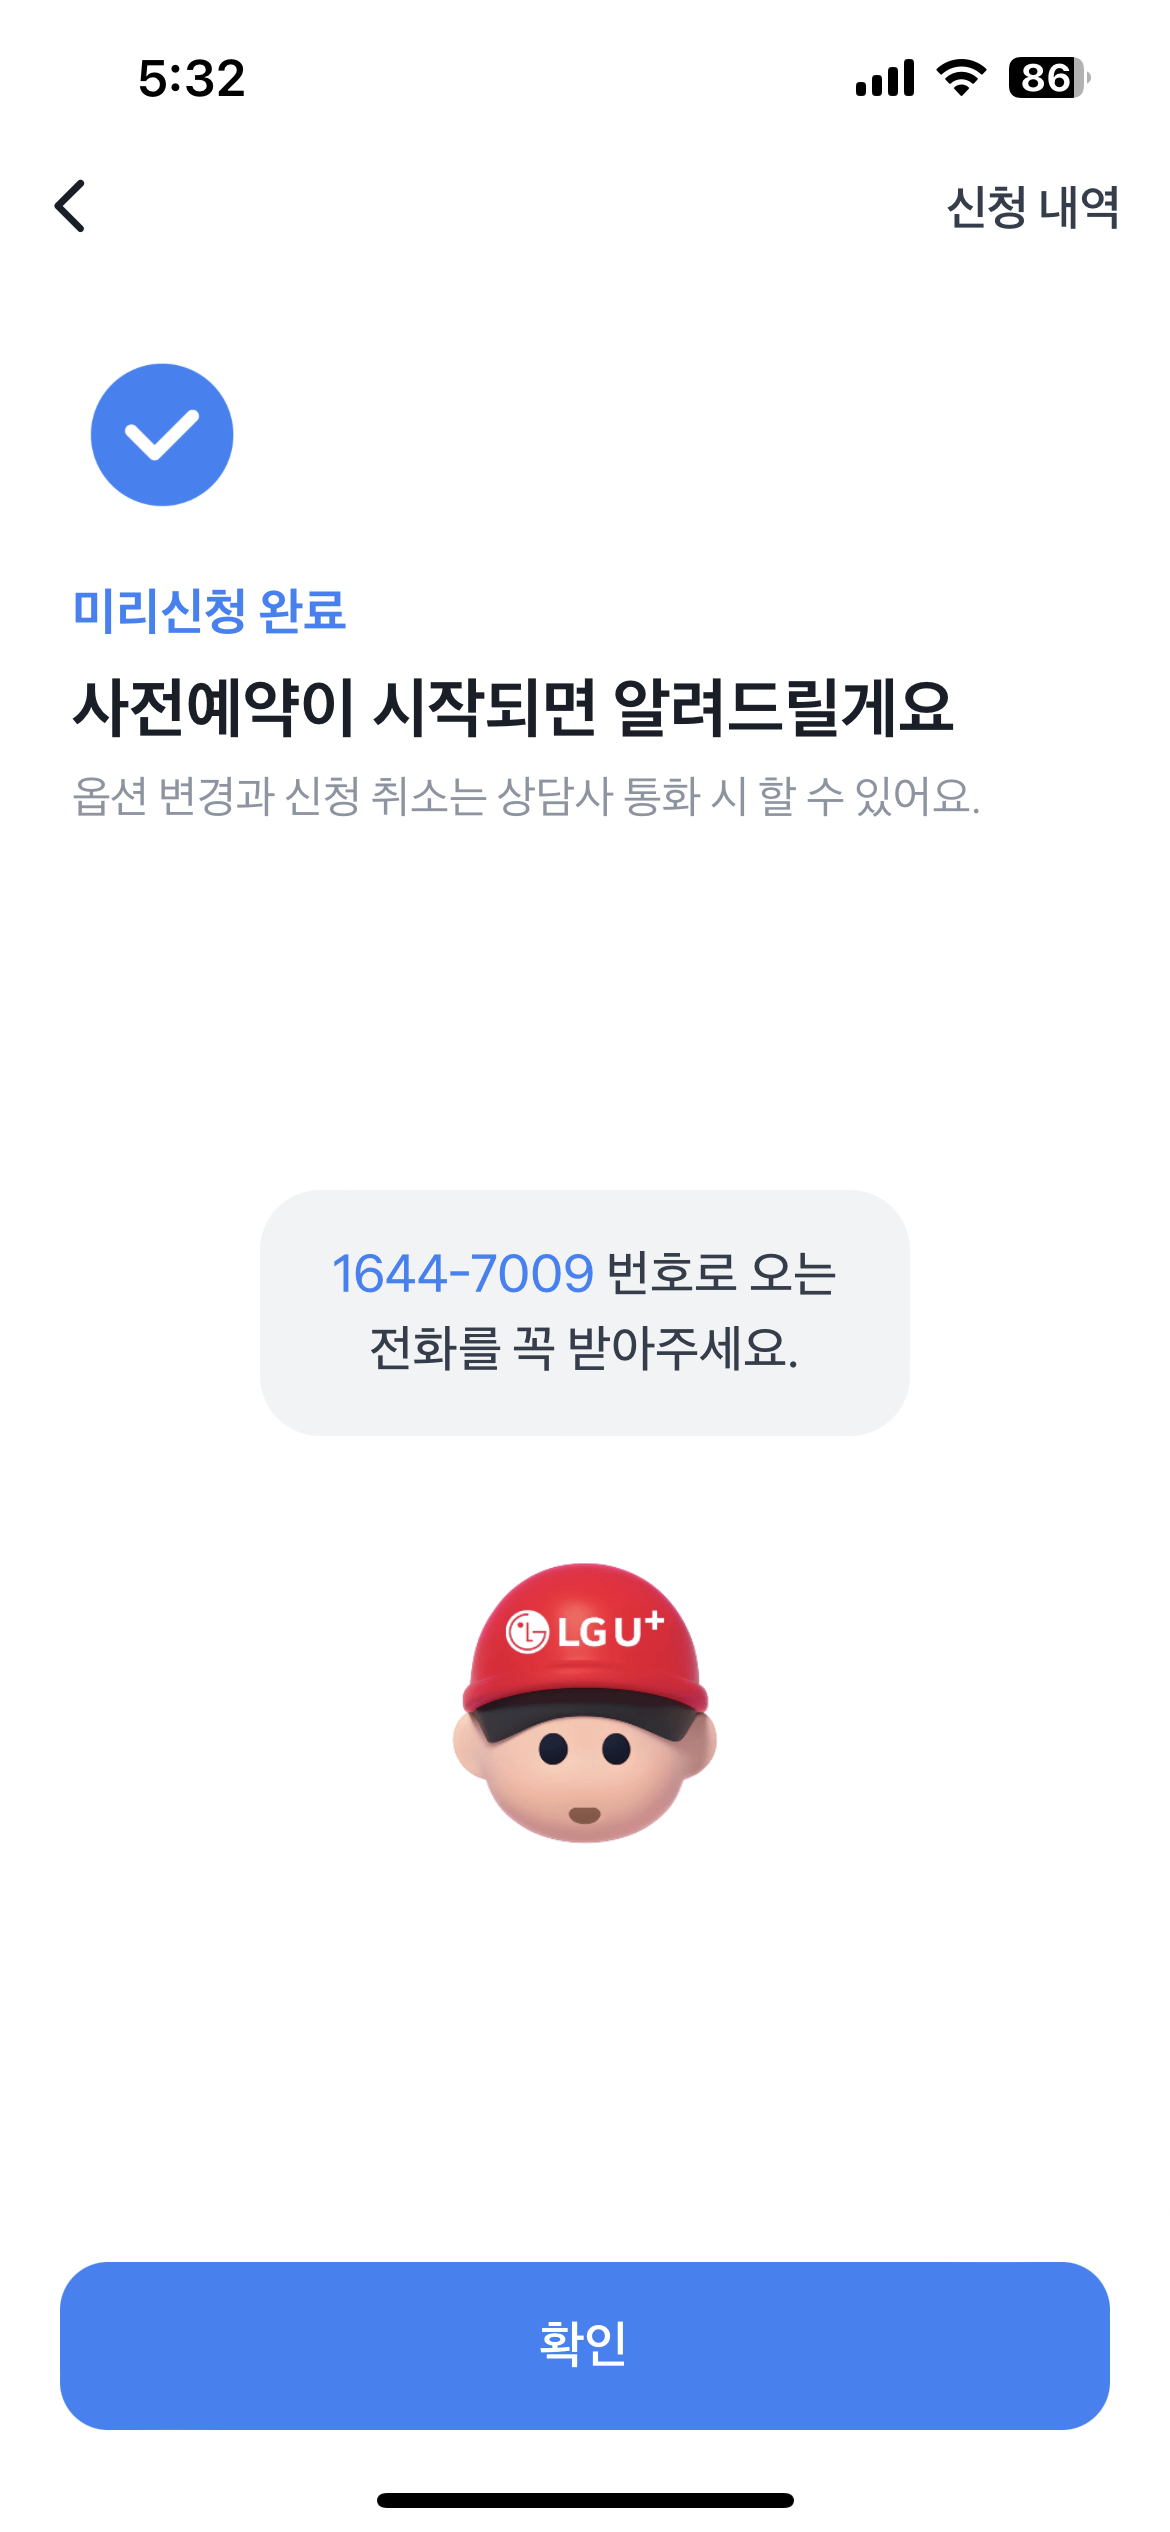 5:32
86
신청 내역
미리신청 완료
사전예약이 시작되면 알려드릴게요
옵션 변경과 신청 취소는 상담사 통화 시 할 수 있어요.
1644-7009 번호로 오는
전화를 꼭 받아주세요.
LG U+
확인